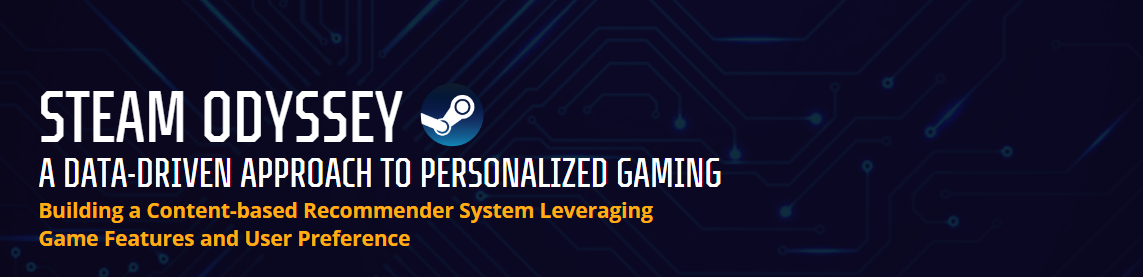 STEAM ODYSSEY
A DATA-DRIVEN APPROACH TO PERSONALIZED GAMING
Building a Content-based Recommender System Leveraging
Game Features and User Preference